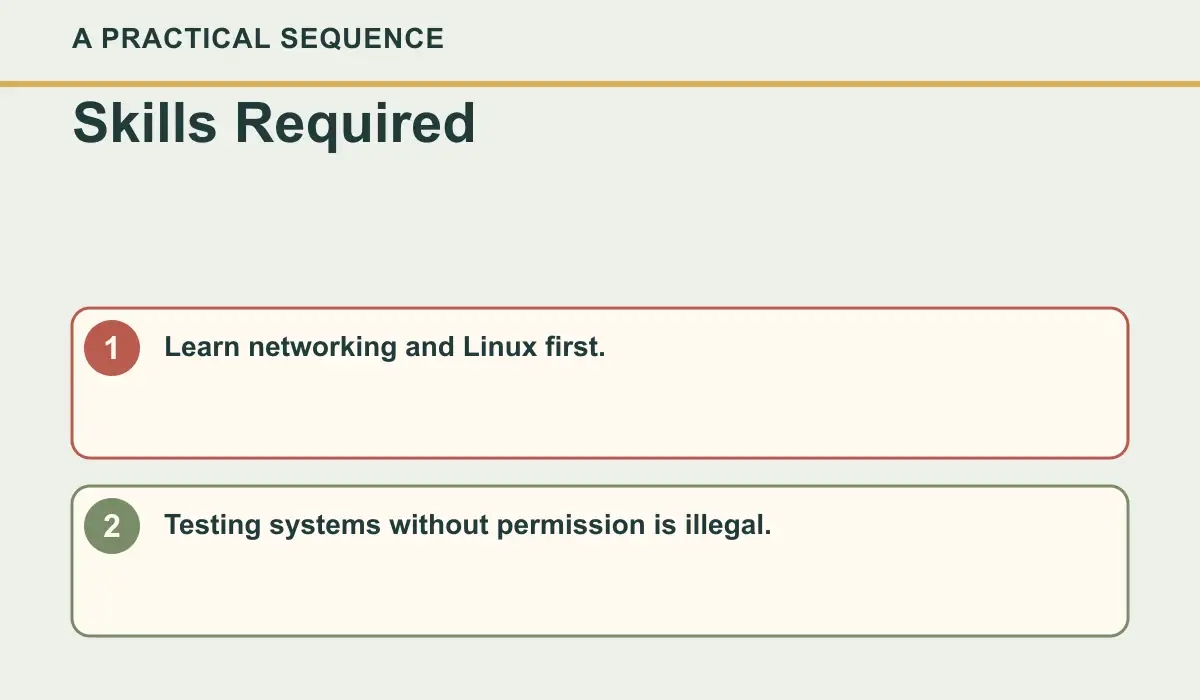 A PRACTICAL SEQUENCE
Skills Required
1 Learn networking and Linux first.
2 Testing systems without permission is illegal.